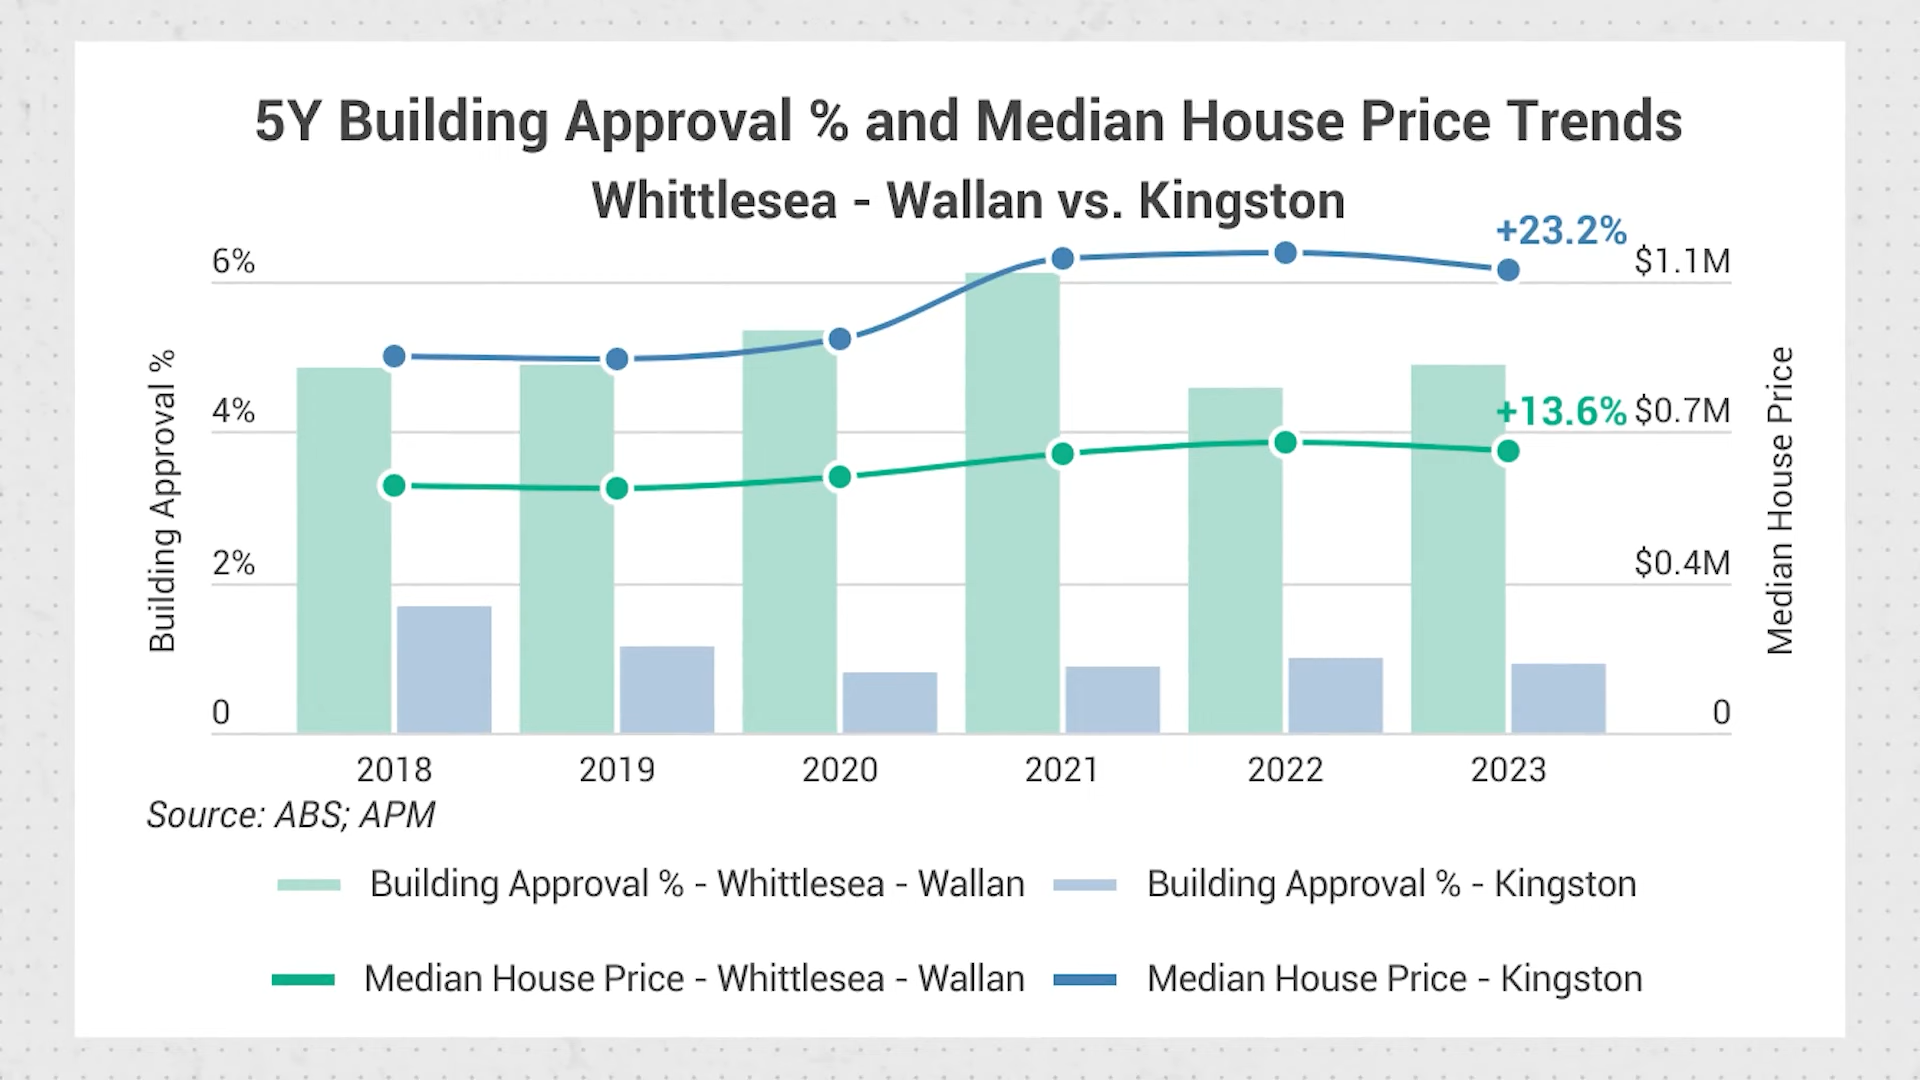 5Y Building Approval % and Median House Price Trends
Whittlesea - Wallan vs. Kingston
+23.2%
6%
$1.1M
4%
+13.6%
$0.7M
2%
$0.4M
0
0
Building Approval %
Median House Price
2018
2019
2020
2021
2022
2023
Source: ABS; APM
Building Approval % - Whittlesea - Wallan
Building Approval % - Kingston
Median House Price - Whittlesea - Wallan
Median House Price - Kingston